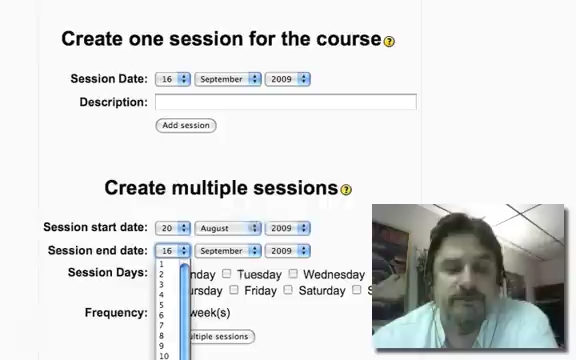 Create one session for the course ?
Session Date: 16 September 2009
Description:
Add session
Create multiple sessions ?
Session start date: 20 August 2009
Session end date: 16 September 2009
Session Days: nday Tuesday Wednesday
ursday Friday Saturday S
Frequency: week(s)
ultiple sessions
1
2
3
4
5
6
7
8
9
10